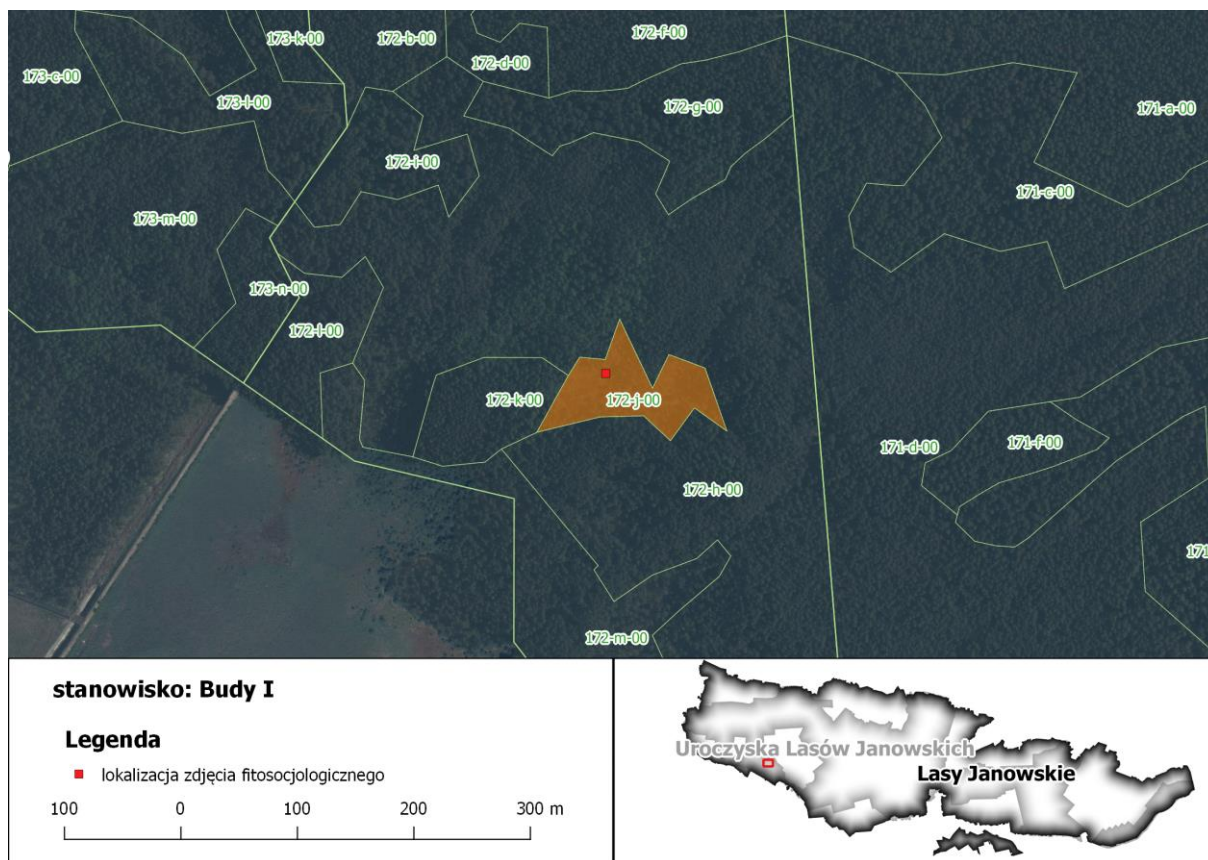 173-k-00
172-b-00
172-f-00
173-c-00
172-d-00
173-l-00
172-g-00
171-a-00
172-i-00
171-c-00
173-m-00
173-n-00
172-l-00
172-k-00
172-j-00
171-d-00
171-f-00
172-h-00
171
172-m-00
stanowisko: Budy I
Legenda
lokalizacja zdjęcia fitosocjologicznego
100 0 100 200 300 m
Uroczyska Lasów Janowskich
Lasy Janowskie